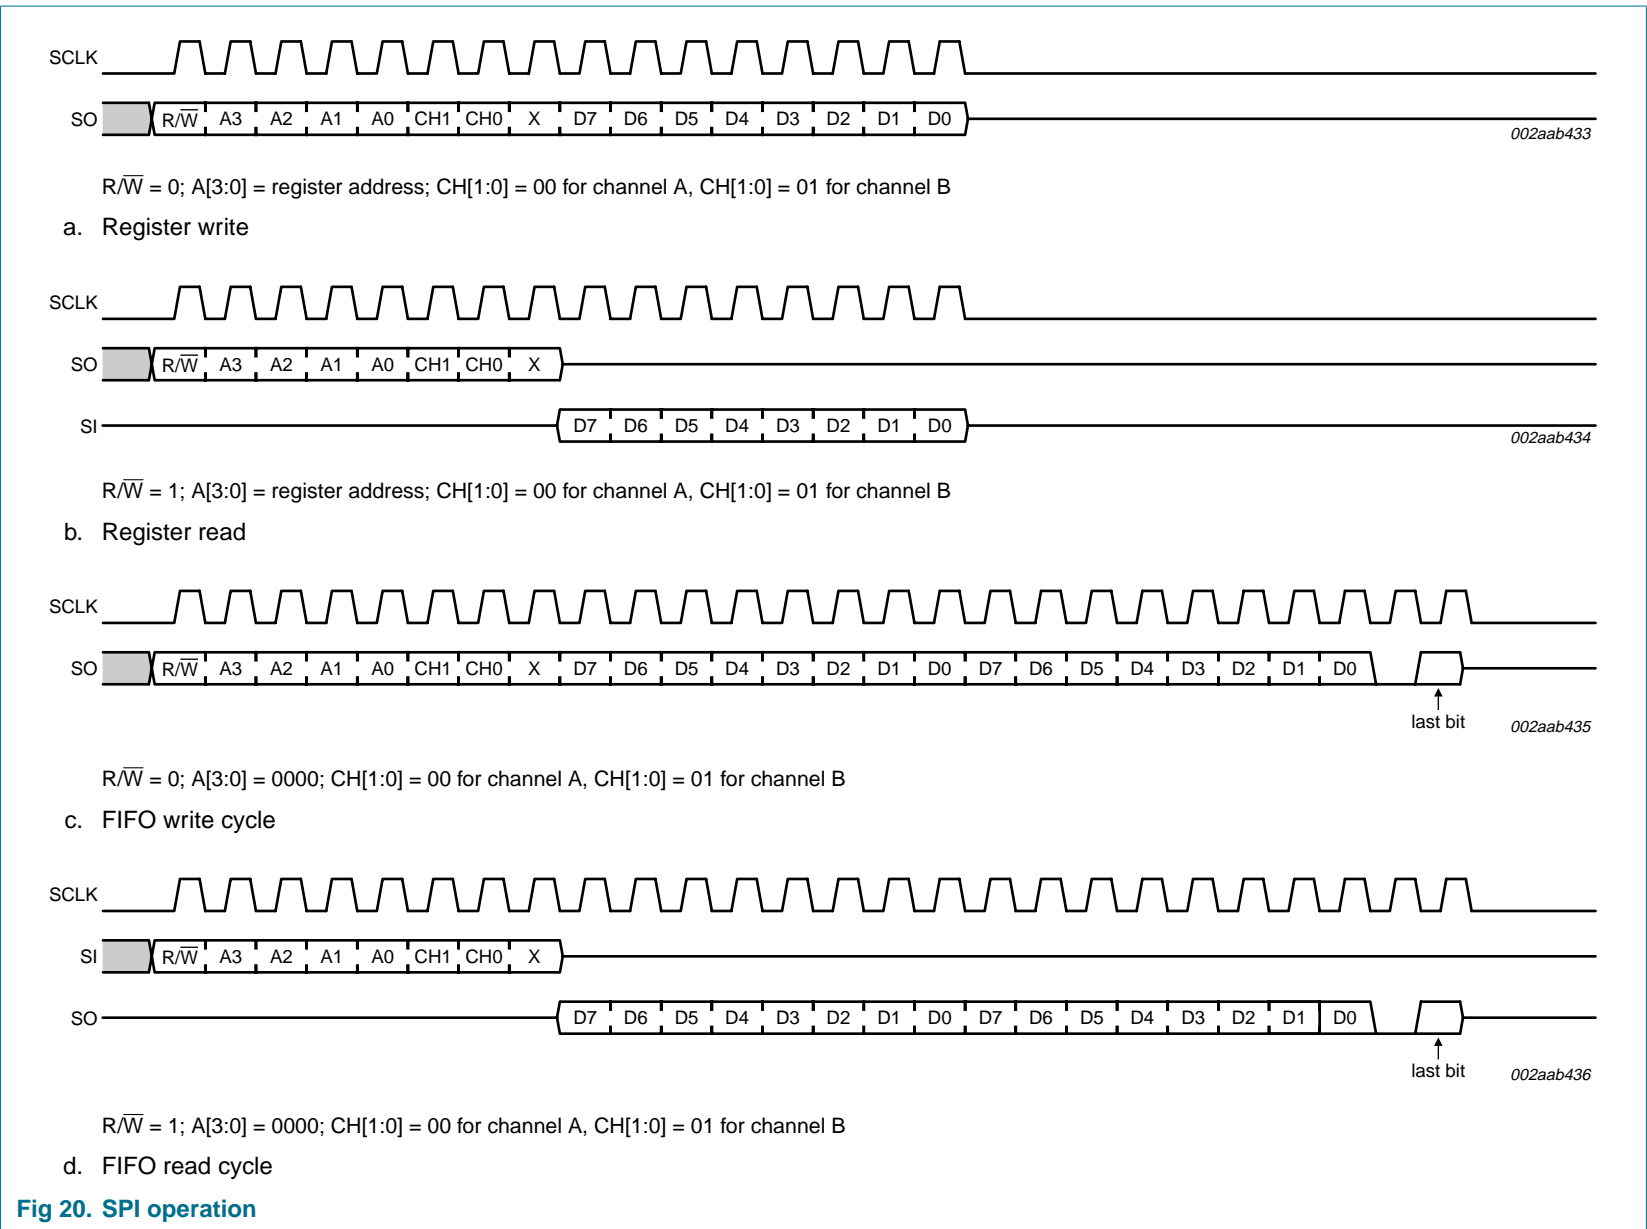 SCLK
SO R/W̅ A3 A2 A1 A0 CH1 CH0 X D7 D6 D5 D4 D3 D2 D1 D0
002aab433
R/W̅ = 0; A[3:0] = register address; CH[1:0] = 00 for channel A, CH[1:0] = 01 for channel B
a. Register write
SCLK
SO R/W̅ A3 A2 A1 A0 CH1 CH0 X
SI D7 D6 D5 D4 D3 D2 D1 D0
002aab434
R/W̅ = 1; A[3:0] = register address; CH[1:0] = 00 for channel A, CH[1:0] = 01 for channel B
b. Register read
SCLK
SO R/W̅ A3 A2 A1 A0 CH1 CH0 X D7 D6 D5 D4 D3 D2 D1 D0 D7 D6 D5 D4 D3 D2 D1 D0
last bit
002aab435
R/W̅ = 0; A[3:0] = 0000; CH[1:0] = 00 for channel A, CH[1:0] = 01 for channel B
c. FIFO write cycle
SCLK
SI R/W̅ A3 A2 A1 A0 CH1 CH0 X
SO D7 D6 D5 D4 D3 D2 D1 D0 D7 D6 D5 D4 D3 D2 D1 D0
last bit
002aab436
R/W̅ = 1; A[3:0] = 0000; CH[1:0] = 00 for channel A, CH[1:0] = 01 for channel B
d. FIFO read cycle
Fig 20. SPI operation